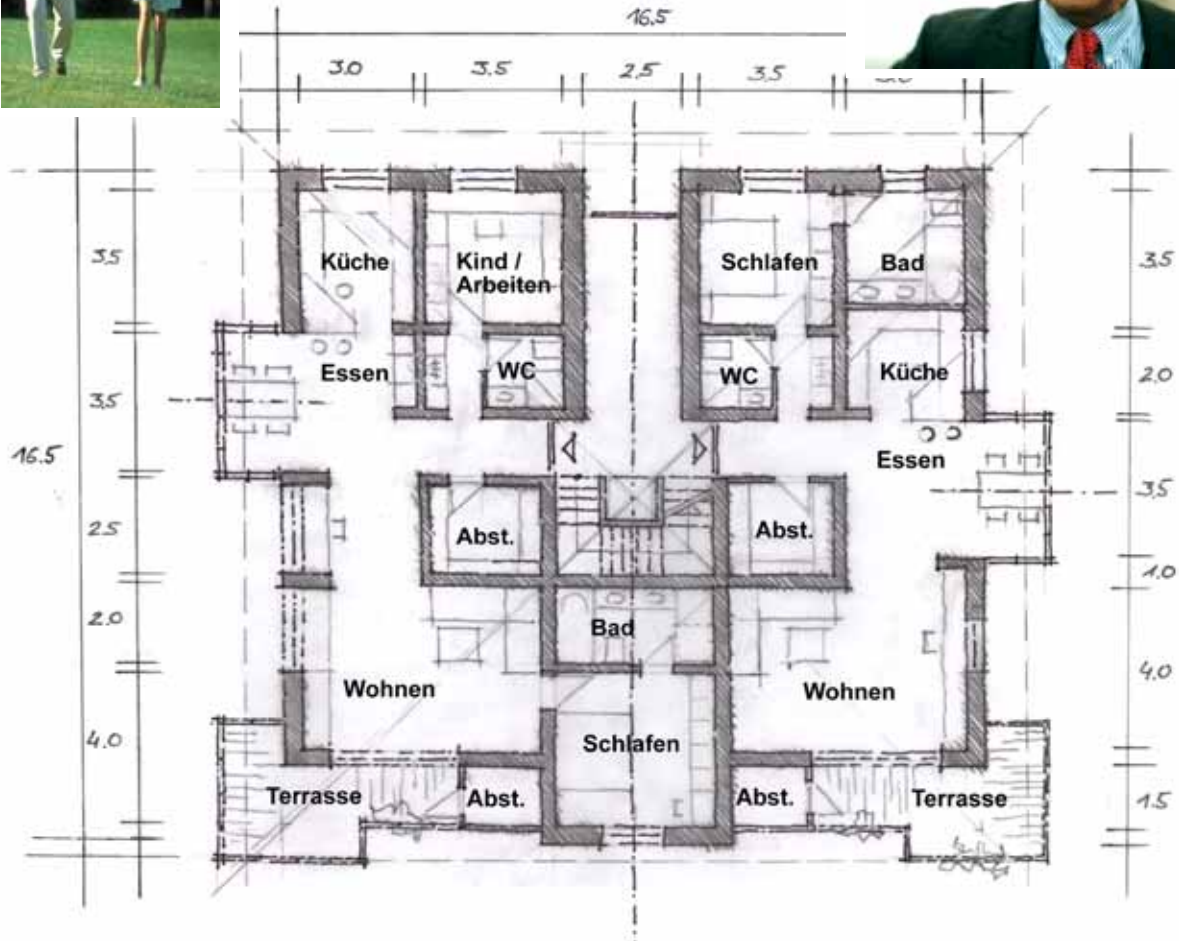 16.5
3.0 3.5 2.5 3.5
3,5
3,5
16.5
2.5
2.0
4.0
Küche
Kind /
Arbeiten
Schlafen
Bad
Essen
WC
WC
Küche
Essen
Abst.
Abst.
Bad
Wohnen
Wohnen
Schlafen
Terrasse
Abst.
Abst.
Terrasse
3.5
2.0
3.5
1.0
4.0
1.5